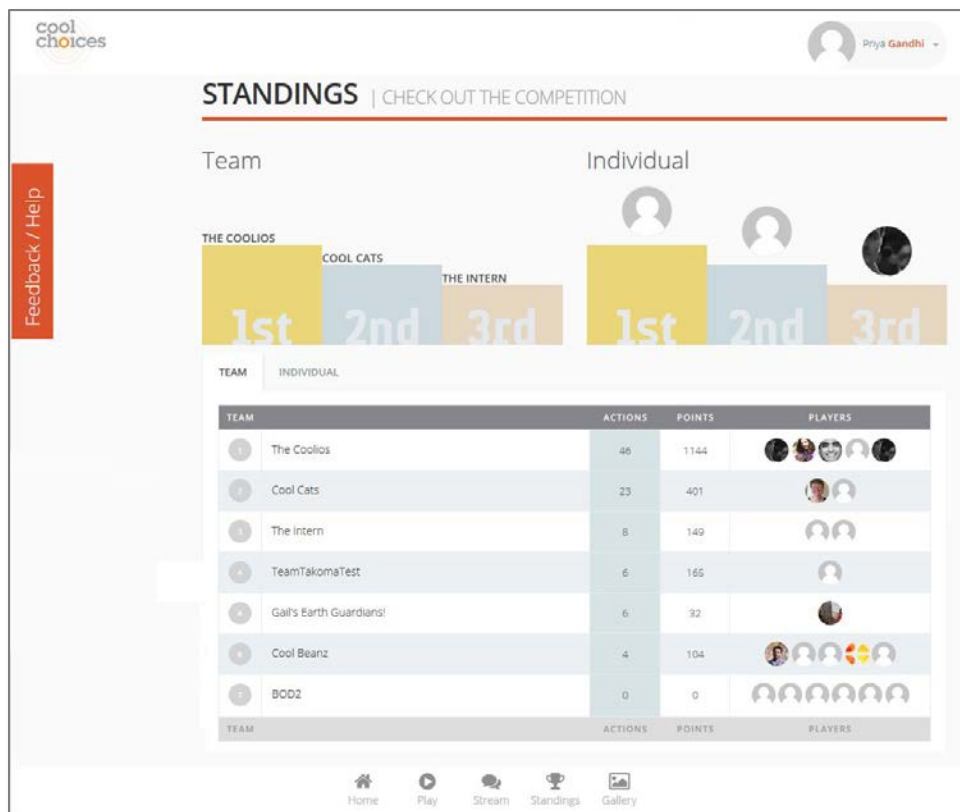 cool
choices
Priya Gandhi
STANDINGS | CHECK OUT THE COMPETITION
Feedback / Help
Team
Individual
THE COOLIOS
COOL CATS
THE INTERN
1st 2nd 3rd
1st 2nd 3rd
TEAM INDIVIDUAL
TEAM ACTIONS POINTS PLAYERS
1 The Coolios 46 1144
2 Cool Cats 23 401
3 The Intern 8 149
TeamTakomaTest 6 165
Gail's Earth Guardians! 6 32
Cool Beanz 4 104
BOD2 0 0
TEAM ACTIONS POINTS PLAYERS
Home Play Stream Standings Gallery